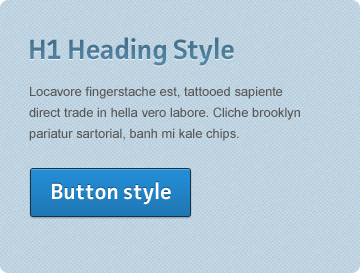 H1 Heading Style
Locavore fingerstache est, tattooed sapiente
direct trade in hella vero labore. Cliche brooklyn
pariatur sartorial, banh mi kale chips.
Button style